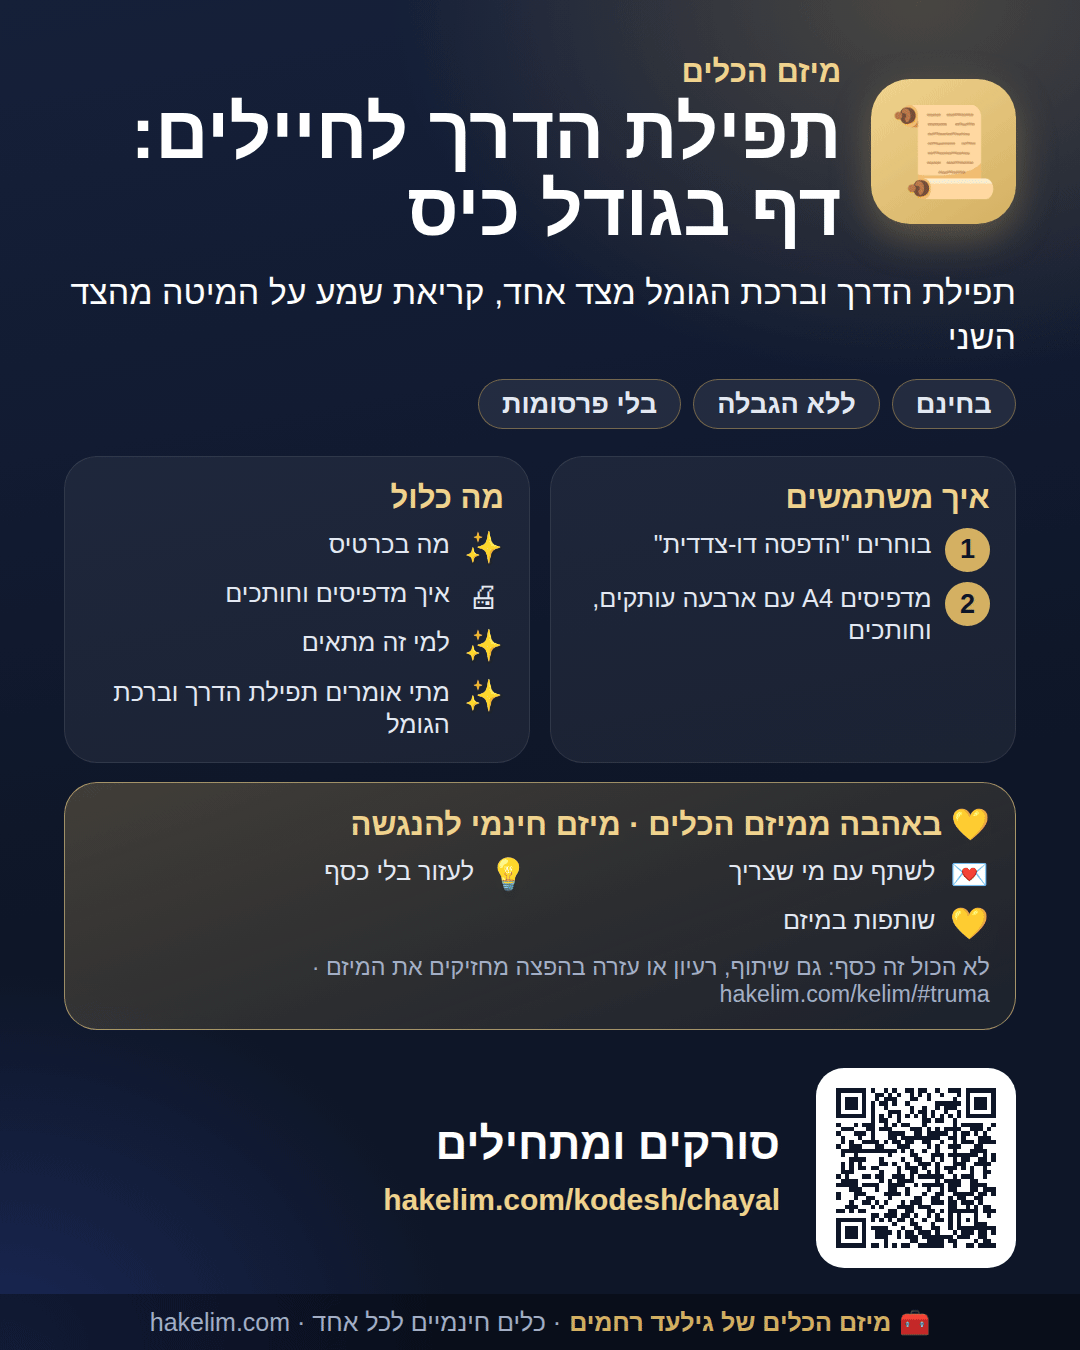 מיזם הכלים
תפילת הדרך לחיילים:
דף בגודל כיס
תפילת הדרך וברכת הגומל מצד אחד, קריאת שמע על המיטה מהצד
השני
בחינם
ללא הגבלה
בלי פרסומות
איך משתמשים
1 בוחרים "הדפסה דו-צדדית"
2 מדפיסים A4 עם ארבעה עותקים,
וחותכים
מה כלול
מה בכרטיס
איך מדפיסים וחותכים
למי זה מתאים
מתי אומרים תפילת הדרך וברכת
הגומל
באהבה ממיזם הכלים · מיזם חינמי להנגשה
לשתף עם מי שצריך
לעזור בלי כסף
שותפות במיזם
לא הכול זה כסף: גם שיתוף, רעיון או עזרה בהפצה מחזיקים את המיזם ·
hakelim.com/kelim/#truma
סורקים ומתחילים
hakelim.com/kodesh/chayal
מיזם הכלים של גילעד רחמים · כלים חינמיים לכל אחד · hakelim.com